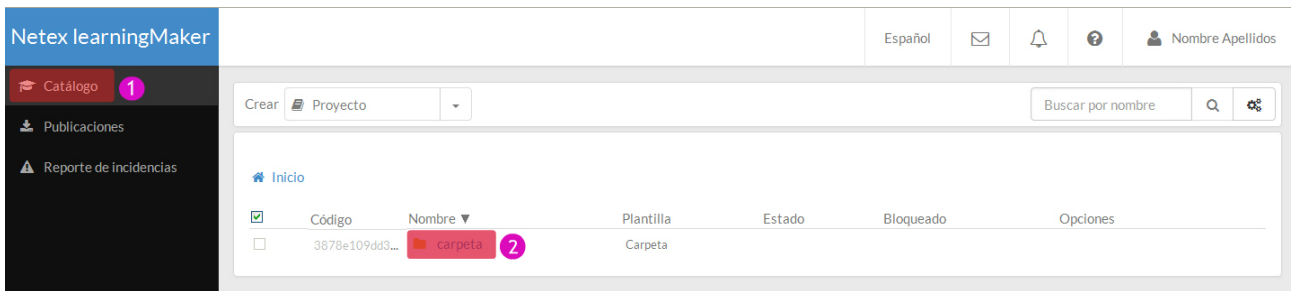 Netex learningMaker
Español
Nombre Apellidos
Catálogo 1
Publicaciones
Reporte de incidencias
Crear Proyecto
Buscar por nombre
Inicio
Código Nombre ▼ Plantilla Estado Bloqueado Opciones
3878e109dd3... carpeta 2 Carpeta